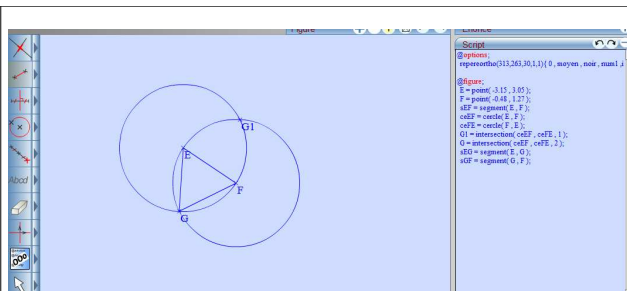 Figure
Enoncé
Script
@options;
repereortho(313,263,30,1,1){ 0 , moyen , noir , num1 ,i
@figure;
E = point( -3.15 , 3.05 );
F = point( -0.48 , 1.27 );
sEF = segment( E , F );
ceEF = cercle( E , F );
ceFE = cercle( F , E );
G1 = intersection( ceEF , ceFE , 1 );
G = intersection( ceEF , ceFE , 2 );
sEG = segment( E , G );
sGF = segment( G , F );
G1
E
F
G
Abcd